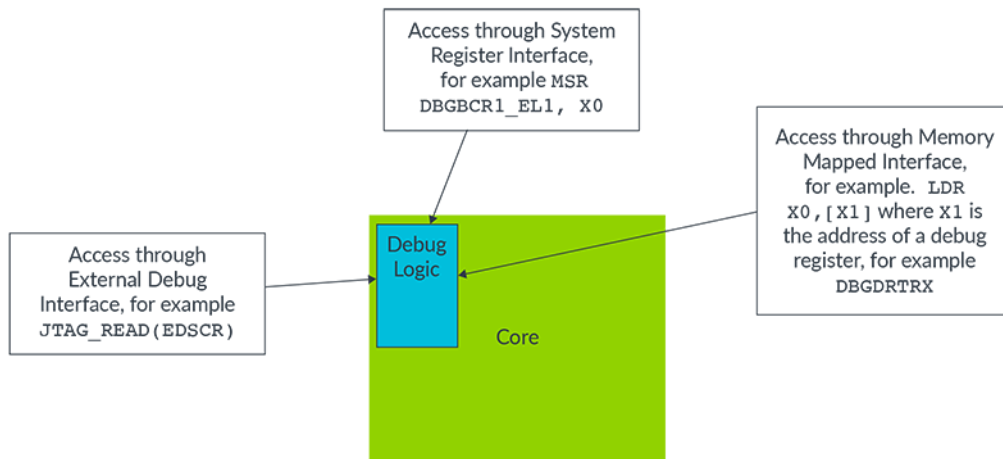 Access through System
Register Interface,
for example MSR
DBGBCR1_EL1, X0
Access through Memory
Mapped Interface,
for example. LDR
X0,[X1] where X1 is
the address of a debug
register, for example
DBGDRTRX
Access through
External Debug
Interface, for example
JTAG_READ(EDSCR)
Debug
Logic
Core